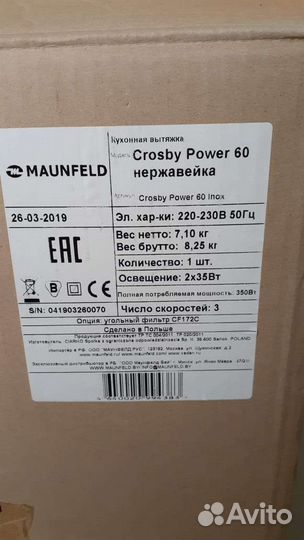 Кухонная вытяжка
Модель: Crosby Power 60
нержавейка
MAUNFELD
Артикул: Crosby Power 60 Inox
26-03-2019
Эл. хар-ки: 220-230В 50Гц
Вес нетто: 7,10 кг
Вес брутто: 8,25 кг
EAC
Количество: 1 шт.
Освещение: 2х35Вт
Полная потребляемая мощность: 350Вт
S/N: 041903260070
Число скоростей: 3
Опция: угольный фильтр CF172C
Сделано в Польше
WWW.MAUNFELD.BY/INFO@MAUNFELD.BY
Avito